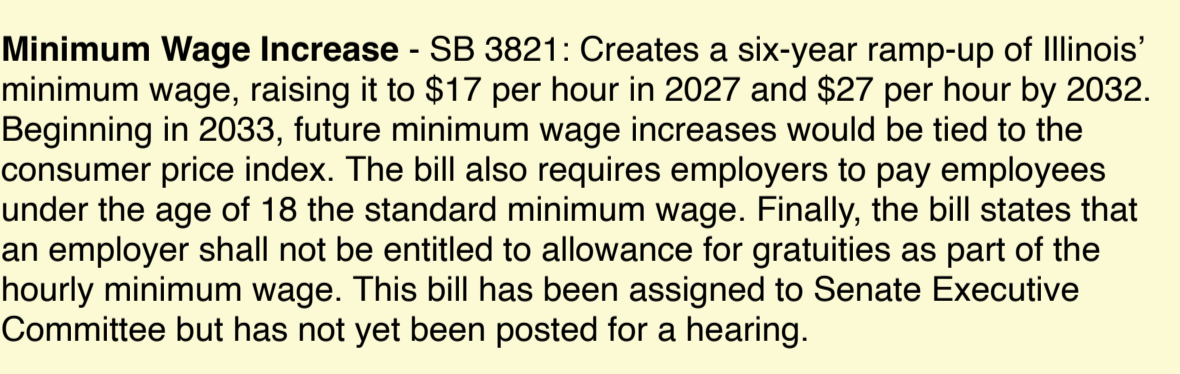 Minimum Wage Increase - SB 3821: Creates a six-year ramp-up of Illinois’
minimum wage, raising it to $17 per hour in 2027 and $27 per hour by 2032.
Beginning in 2033, future minimum wage increases would be tied to the
consumer price index. The bill also requires employers to pay employees
under the age of 18 the standard minimum wage. Finally, the bill states that
an employer shall not be entitled to allowance for gratuities as part of the
hourly minimum wage. This bill has been assigned to Senate Executive
Committee but has not yet been posted for a hearing.